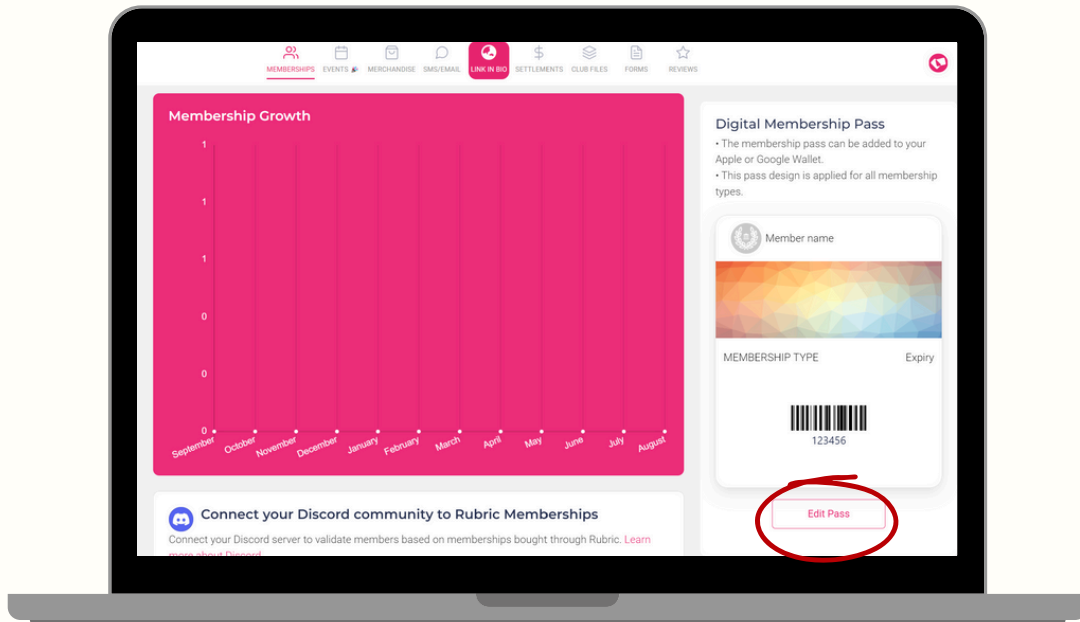 MEMBERSHIPS
EVENTS
MERCHANDISE
SMS/EMAIL
LINK IN BIO
SETTLEMENTS
CLUB FILES
FORMS
REVIEWS
Membership Growth
1
1
1
0
0
0
September
October
November
December
January
February
March
April
May
June
July
August
Connect your Discord community to Rubric Memberships
Connect your Discord server to validate members based on memberships bought through Rubric. Learn
more about Discord
Digital Membership Pass
• The membership pass can be added to your
Apple or Google Wallet.
• This pass design is applied for all membership
types.
Member name
MEMBERSHIP TYPE
Expiry
123456
Edit Pass